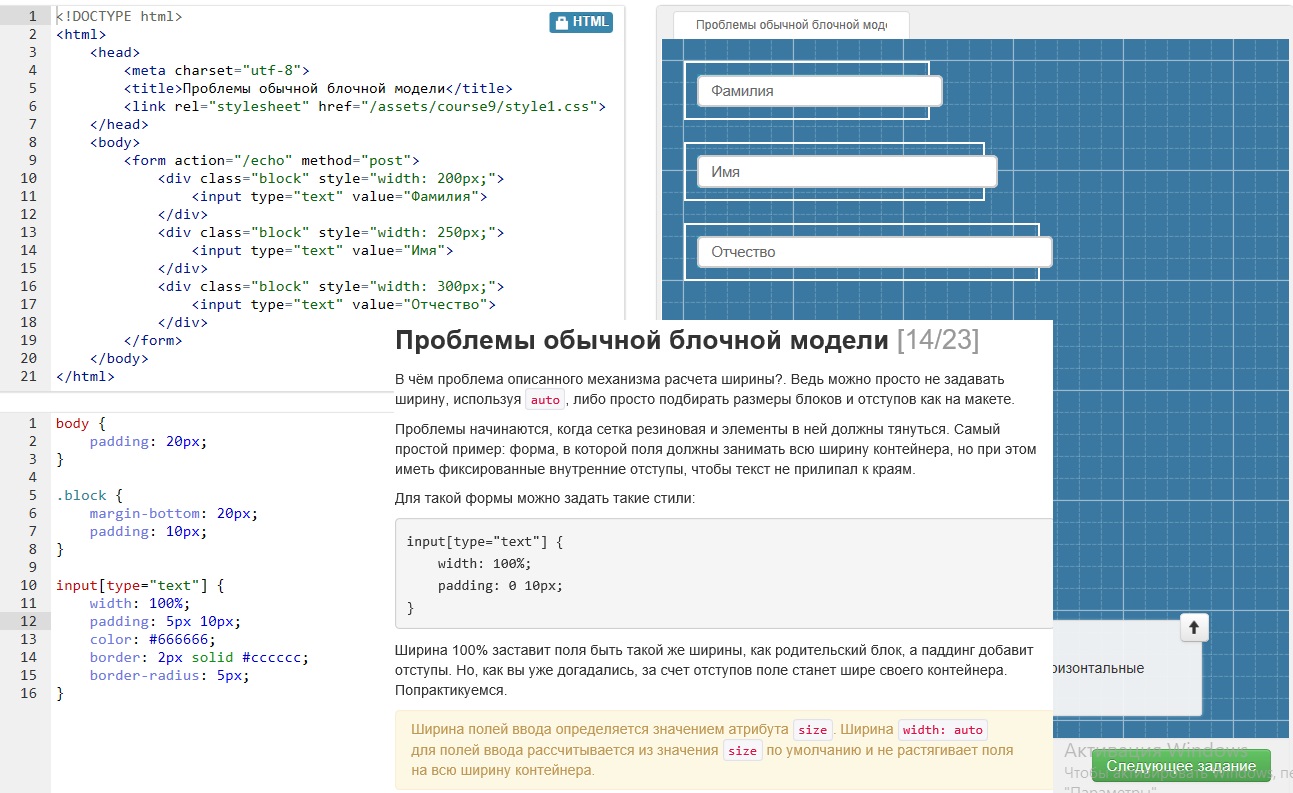 1 <!DOCTYPE html>
HTML
2 <html>
3     <head>
4         <meta charset="utf-8">
5         <title>Проблемы обычной блочной модели</title>
6         <link rel="stylesheet" href="/assets/course9/style1.css">
7     </head>
8     <body>
9         <form action="/echo" method="post">
10             <div class="block" style="width: 200px;">
11                 <input type="text" value="Фамилия">
12             </div>
13             <div class="block" style="width: 250px;">
14                 <input type="text" value="Имя">
15             </div>
16             <div class="block" style="width: 300px;">
17                 <input type="text" value="Отчество">
18             </div>
19         </form>
20     </body>
21 </html>
1 body {
2     padding: 20px;
3 }
4
5 .block {
6     margin-bottom: 20px;
7     padding: 10px;
8 }
9
10 input[type="text"] {
11     width: 100%;
12     padding: 5px 10px;
13     color: #666666;
14     border: 2px solid #cccccc;
15     border-radius: 5px;
16 }
Проблемы обычной блочной моде
Фамилия
Имя
Отчество
Проблемы обычной блочной модели [14/23]
В чём проблема описанного механизма расчета ширины?. Ведь можно просто не задавать
ширину, используя auto, либо просто подбирать размеры блоков и отступов как на макете.
Проблемы начинаются, когда сетка резиновая и элементы в ней должны тянуться. Самый
простой пример: форма, в которой поля должны занимать всю ширину контейнера, но при этом
иметь фиксированные внутренние отступы, чтобы текст не прилипал к краям.
Для такой формы можно задать такие стили:
input[type="text"] {
    width: 100%;
    padding: 0 10px;
}
Ширина 100% заставит поля быть такой же ширины, как родительский блок, а паддинг добавит
отступы. Но, как вы уже догадались, за счет отступов поле станет шире своего контейнера.
Попрактикуемся.
Ширина полей ввода определяется значением атрибута size. Ширина width: auto
для полей ввода рассчитывается из значения size по умолчанию и не растягивает поля
на всю ширину контейнера.
ризонтальные
Активация Windows
Следующее задание
Чтобы активировать Windows, пе
"Параметры".